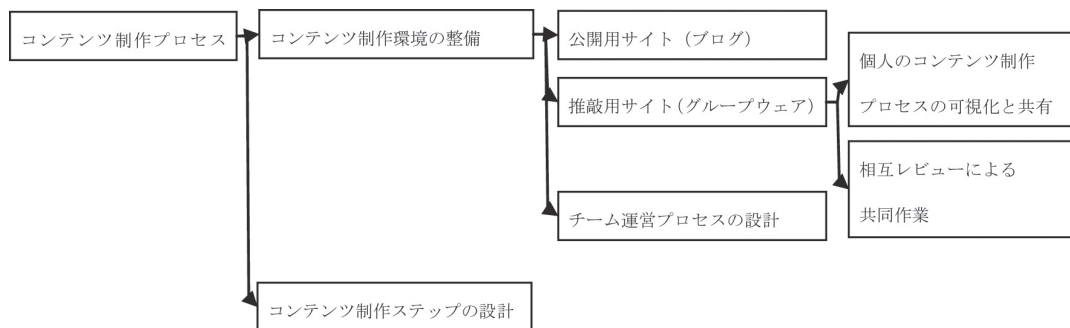 コンテンツ制作プロセス
コンテンツ制作環境の整備
公開用サイト（ブログ）
推敲用サイト（グループウェア）
個人のコンテンツ制作
プロセスの可視化と共有
相互レビューによる
共同作業
チーム運営プロセスの設計
コンテンツ制作ステップの設計